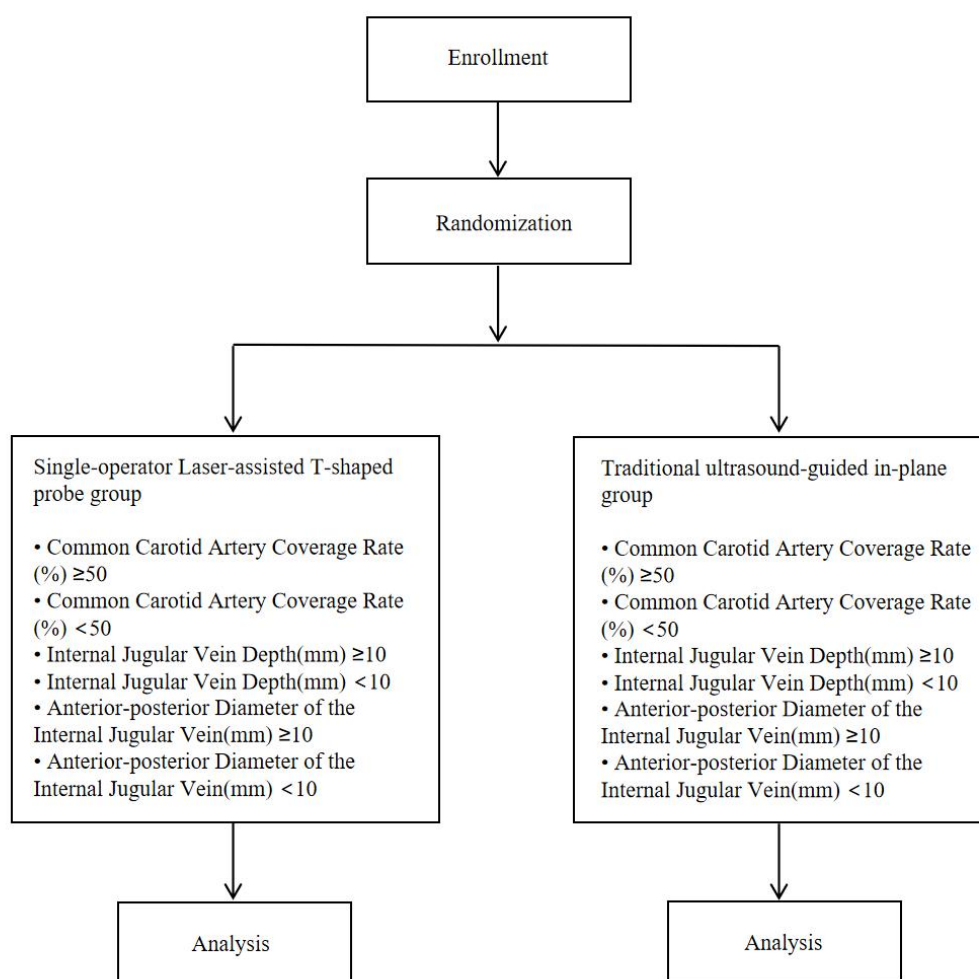 Enrollment
Randomization
Single-operator Laser-assisted T-shaped
probe group
• Common Carotid Artery Coverage Rate
(%) ≥50
• Common Carotid Artery Coverage Rate
(%) <50
• Internal Jugular Vein Depth(mm) ≥10
• Internal Jugular Vein Depth(mm) <10
• Anterior-posterior Diameter of the
Internal Jugular Vein(mm) ≥10
• Anterior-posterior Diameter of the
Internal Jugular Vein(mm) <10
Traditional ultrasound-guided in-plane
group
• Common Carotid Artery Coverage Rate
(%) ≥50
• Common Carotid Artery Coverage Rate
(%) <50
• Internal Jugular Vein Depth(mm) ≥10
• Internal Jugular Vein Depth(mm) <10
• Anterior-posterior Diameter of the
Internal Jugular Vein(mm) ≥10
• Anterior-posterior Diameter of the
Internal Jugular Vein(mm) <10
Analysis
Analysis